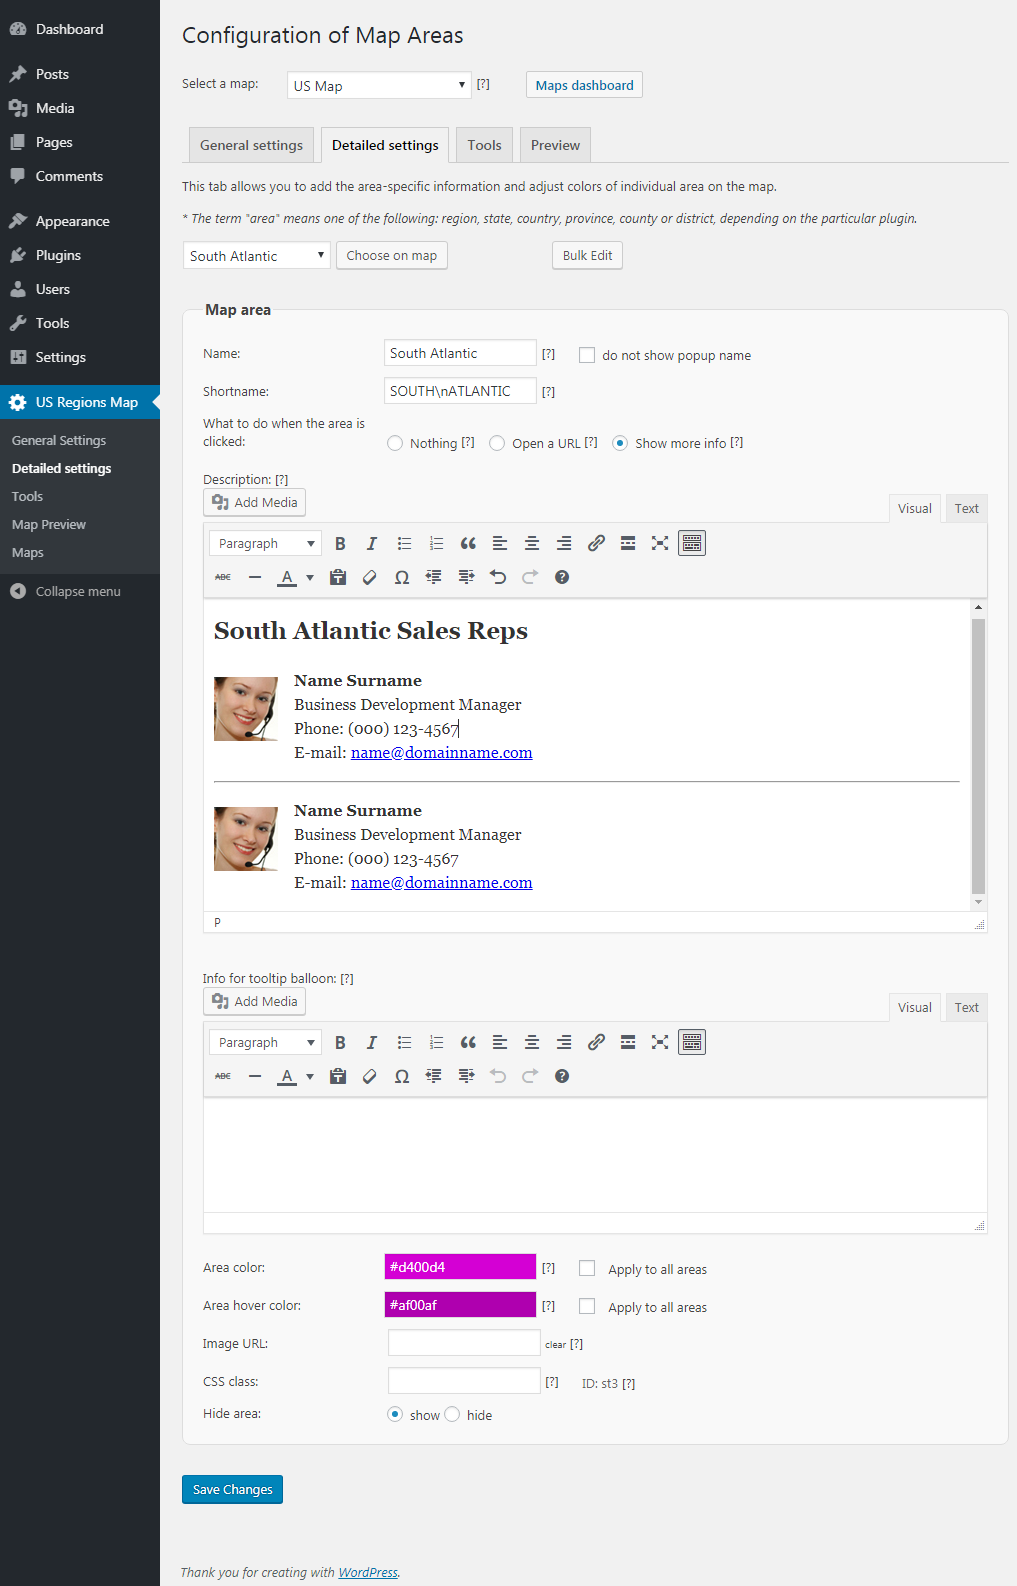 Dashboard
Posts
Media
Pages
Comments
Appearance
Plugins
Users
Tools
Settings
US Regions Map
General Settings
Detailed settings
Tools
Map Preview
Maps
Collapse menu
Configuration of Map Areas
Select a map: US Map [?] Maps dashboard
General settings Detailed settings Tools Preview
This tab allows you to add the area-specific information and adjust colors of individual area on the map.
* The term "area" means one of the following: region, state, country, province, county or district, depending on the particular plugin.
South Atlantic Choose on map Bulk Edit
Map area
Name: South Atlantic [?] do not show popup name
Shortname: SOUTH\nATLANTIC [?]
What to do when the area is
clicked: Nothing [?] Open a URL [?] Show more info [?]
Description: [?]
Add Media Visual Text
Paragraph B I
ABC A Ω
South Atlantic Sales Reps
Name Surname
Business Development Manager
Phone: (000) 123-4567
E-mail: name@domainname.com
Name Surname
Business Development Manager
Phone: (000) 123-4567
E-mail: name@domainname.com
P
Info for tooltip balloon: [?]
Add Media Visual Text
Paragraph B I
ABC A Ω
Area color: #d400d4 [?] Apply to all areas
Area hover color: #af00af [?] Apply to all areas
Image URL: clear [?]
CSS class: [?] ID: st3 [?]
Hide area: show hide
Save Changes
Thank you for creating with WordPress.